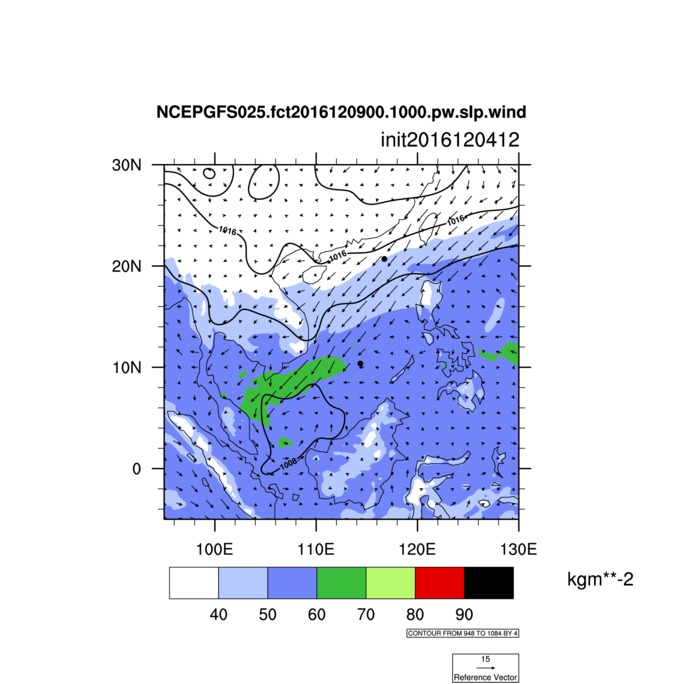 NCEPGFS025.fct2016120900.1000.pw.slp.wind
init2016120412
30N
1016
1016
1016
20N
10N
1008
0
100E 110E 120E 130E
kgm**-2
40 50 60 70 80 90
CONTOUR FROM 948 TO 1084 BY 4
15
Reference Vector